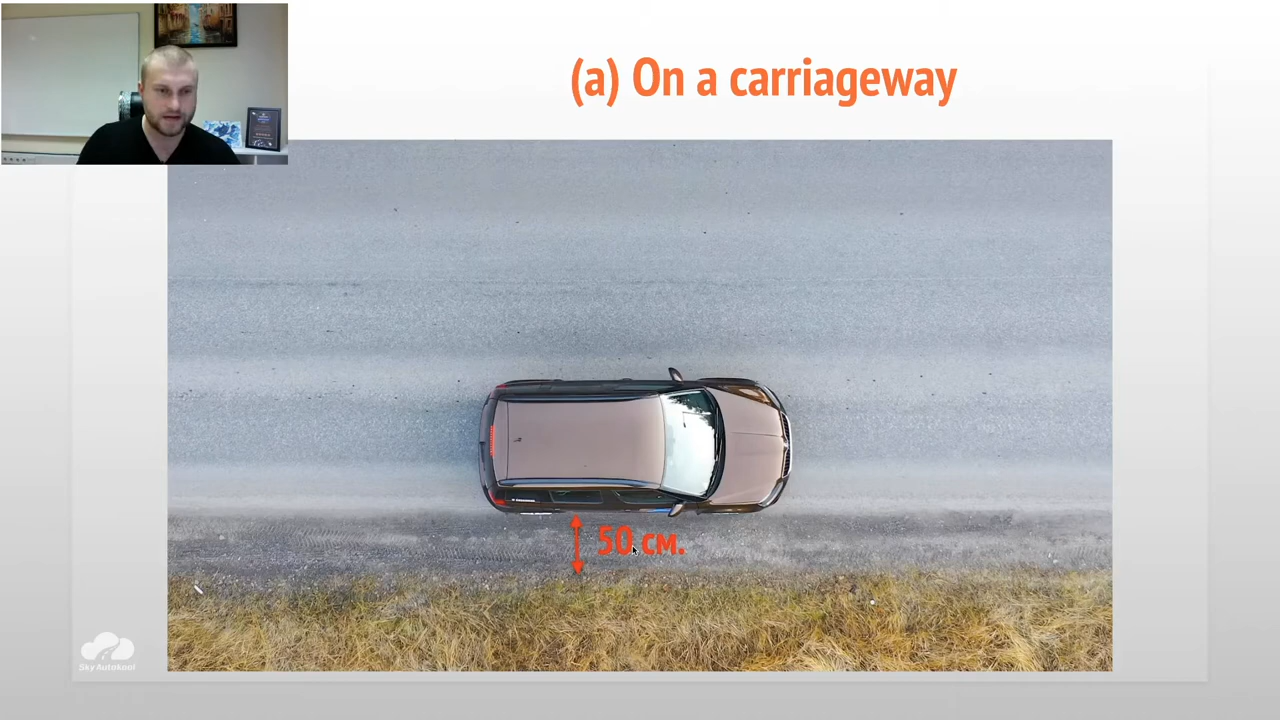 (a) On a carriageway
50 см.
Sky Autokool